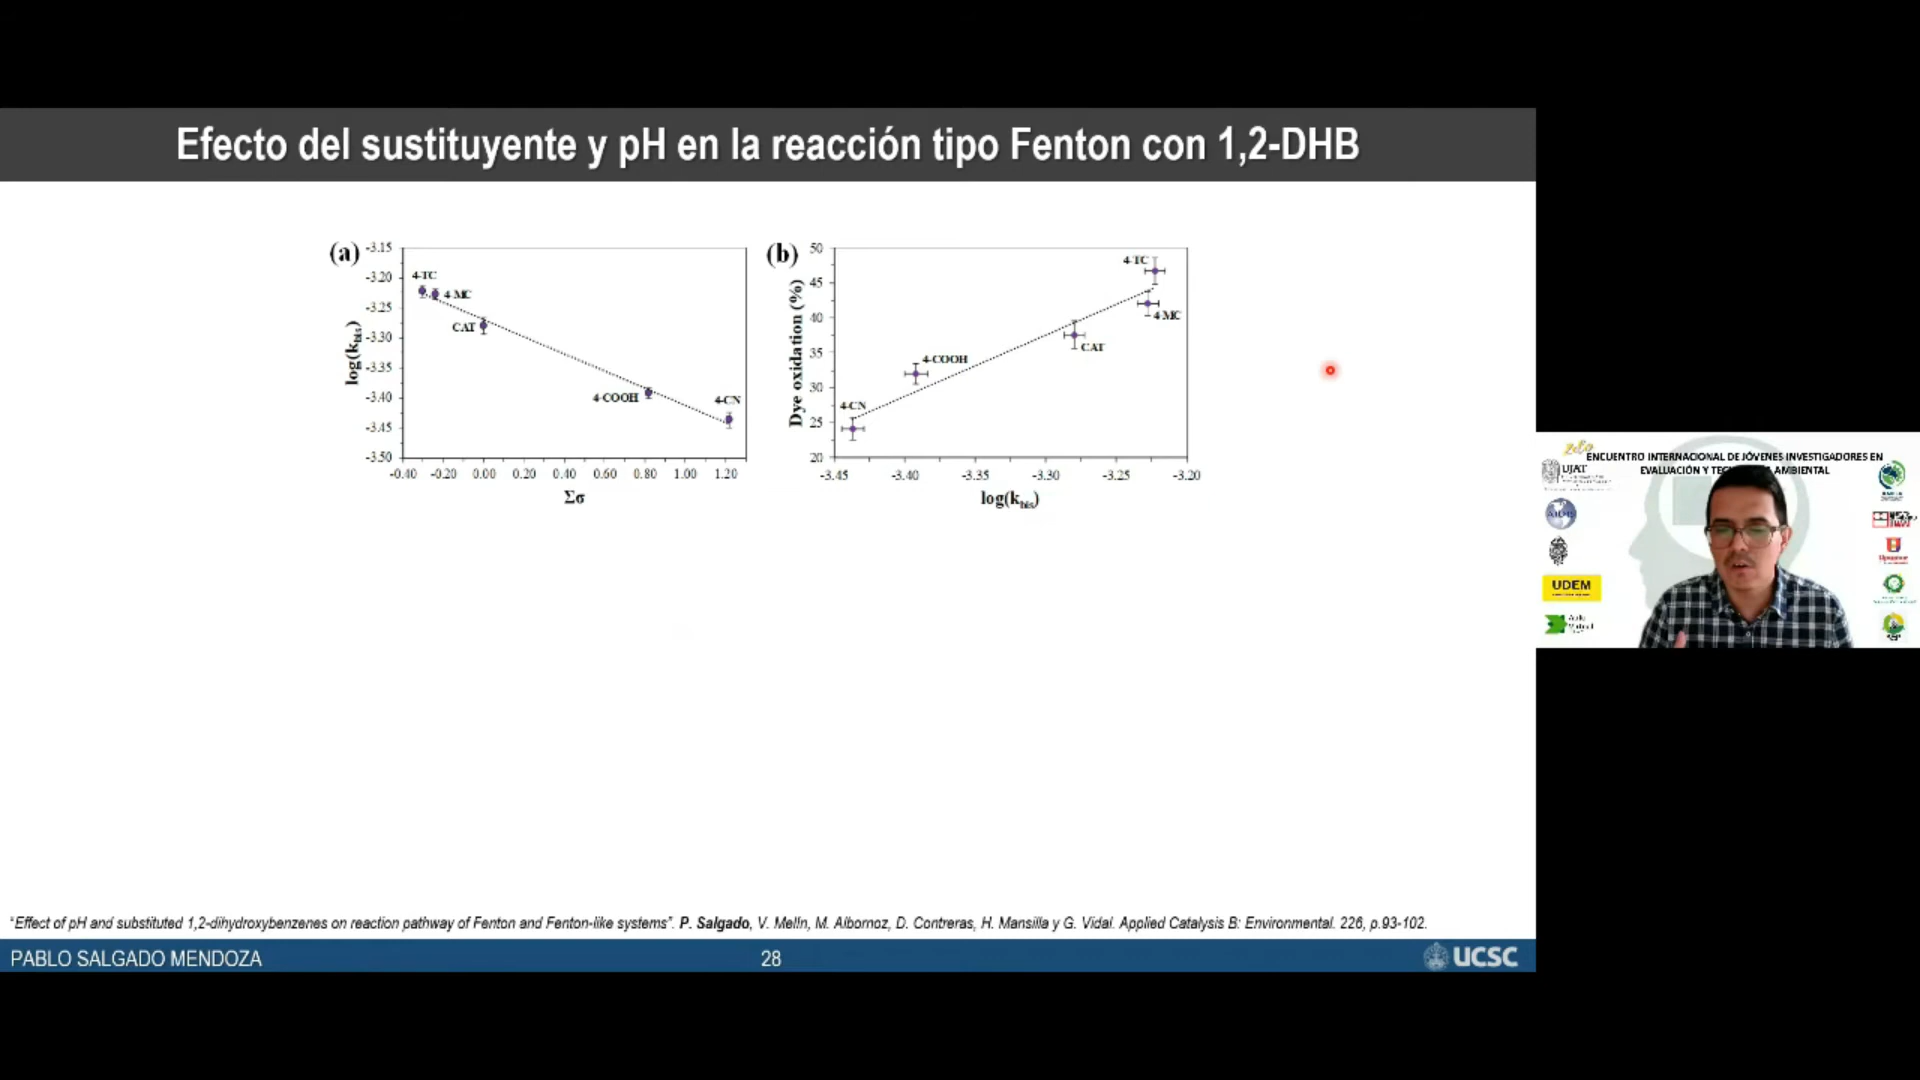 Efecto del sustituyente y pH en la reacción tipo Fenton con 1,2-DHB
(a)
-3.15
-3.20
-3.25
-3.30
-3.35
-3.40
-3.45
-3.50
log(kbis)
4-TC
4-MC
CAT
4-COOH
4-CN
-0.40 -0.20 0.00 0.20 0.40 0.60 0.80 1.00 1.20
Σσ
(b)
50
45
40
35
30
25
20
Dye oxidation (%)
4-TC
4-MC
CAT
4-COOH
4-CN
-3.45 -3.40 -3.35 -3.30 -3.25 -3.20
log(kbis)
"Effect of pH and substituted 1,2-dihydroxybenzenes on reaction pathway of Fenton and Fenton-like systems". P. Salgado, V. Melín, M. Albornoz, D. Contreras, H. Mansilla y G. Vidal. Applied Catalysis B: Environmental. 226, p.93-102.
PABLO SALGADO MENDOZA
28
UCSC
ENCUENTRO INTERNACIONAL DE JÓVENES INVESTIGADORES EN
EVALUACIÓN Y AMBIENTAL
UJAT
UDEM